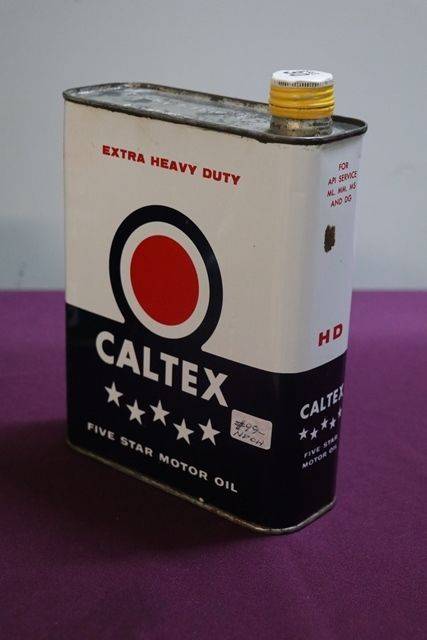 EXTRA HEAVY DUTY
CALTEX
FIVE STAR MOTOR OIL
FOR
API SERVICE
ML. MM. MS
AND DG
HD
CALTEX
FIVE STAR
MOTOR OIL